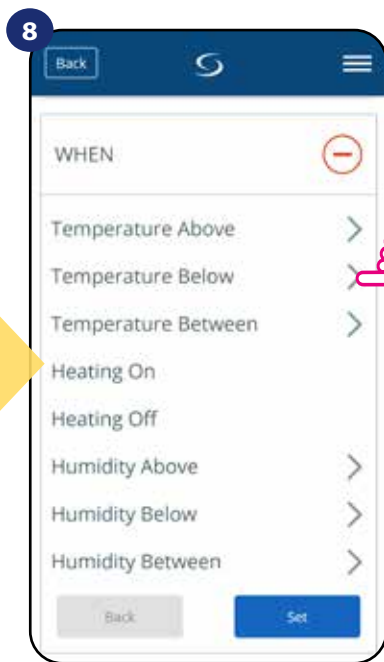 8
Back
WHEN
Temperature Above
Temperature Below
Temperature Between
Heating On
Heating Off
Humidity Above
Humidity Below
Humidity Between
Back Set